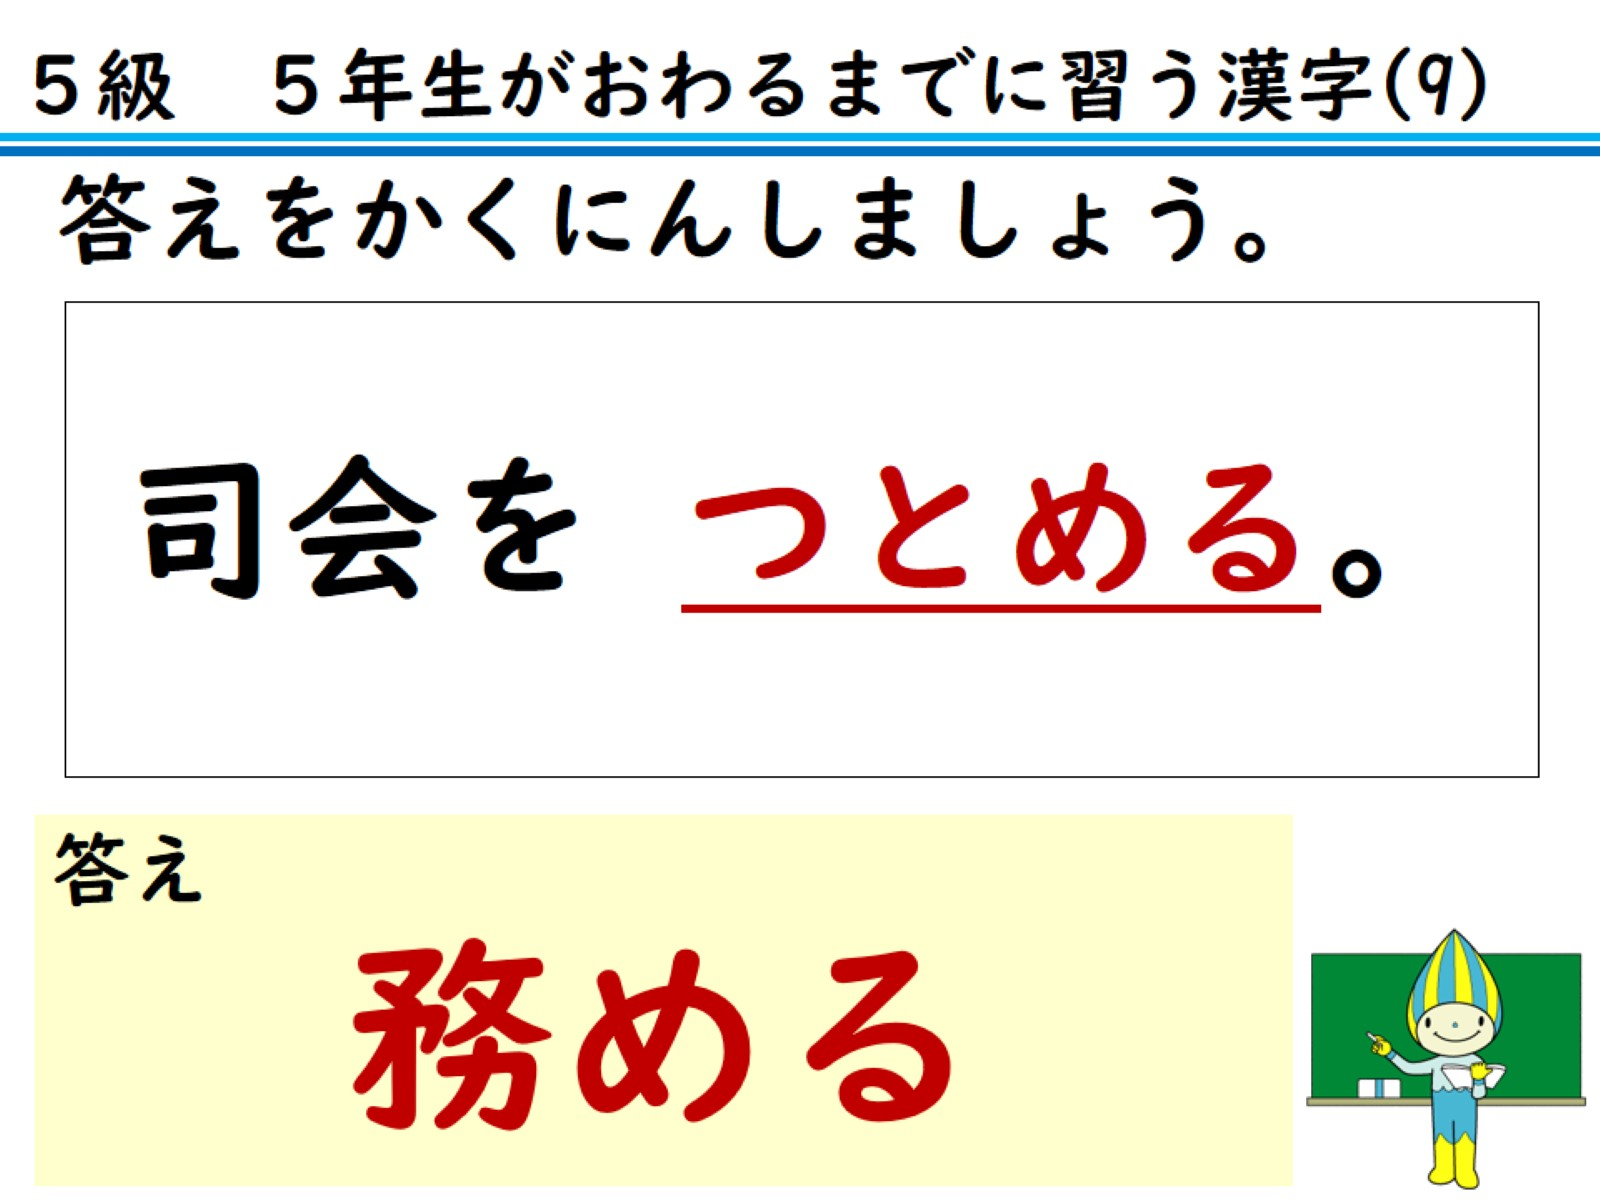 ５級　５年生がおわるまでに習う漢字(9)
答えをかくにんしましょう。
司会を　つとめる。
答え
務める